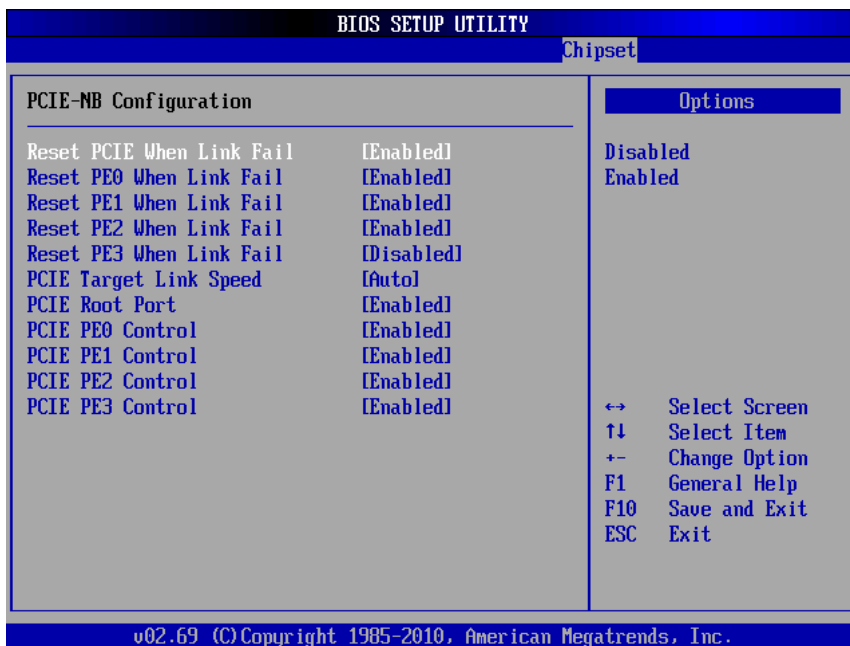 BIOS SETUP UTILITY
Chipset
PCIE-NB Configuration
Reset PCIE When Link Fail [Enabled]
Reset PE0 When Link Fail [Enabled]
Reset PE1 When Link Fail [Enabled]
Reset PE2 When Link Fail [Enabled]
Reset PE3 When Link Fail [Disabled]
PCIE Target Link Speed [Auto]
PCIE Root Port [Enabled]
PCIE PE0 Control [Enabled]
PCIE PE1 Control [Enabled]
PCIE PE2 Control [Enabled]
PCIE PE3 Control [Enabled]
Options
Disabled
Enabled
↔ Select Screen
↑↓ Select Item
+- Change Option
F1 General Help
F10 Save and Exit
ESC Exit
v02.69 (C)Copyright 1985-2010, American Megatrends, Inc.